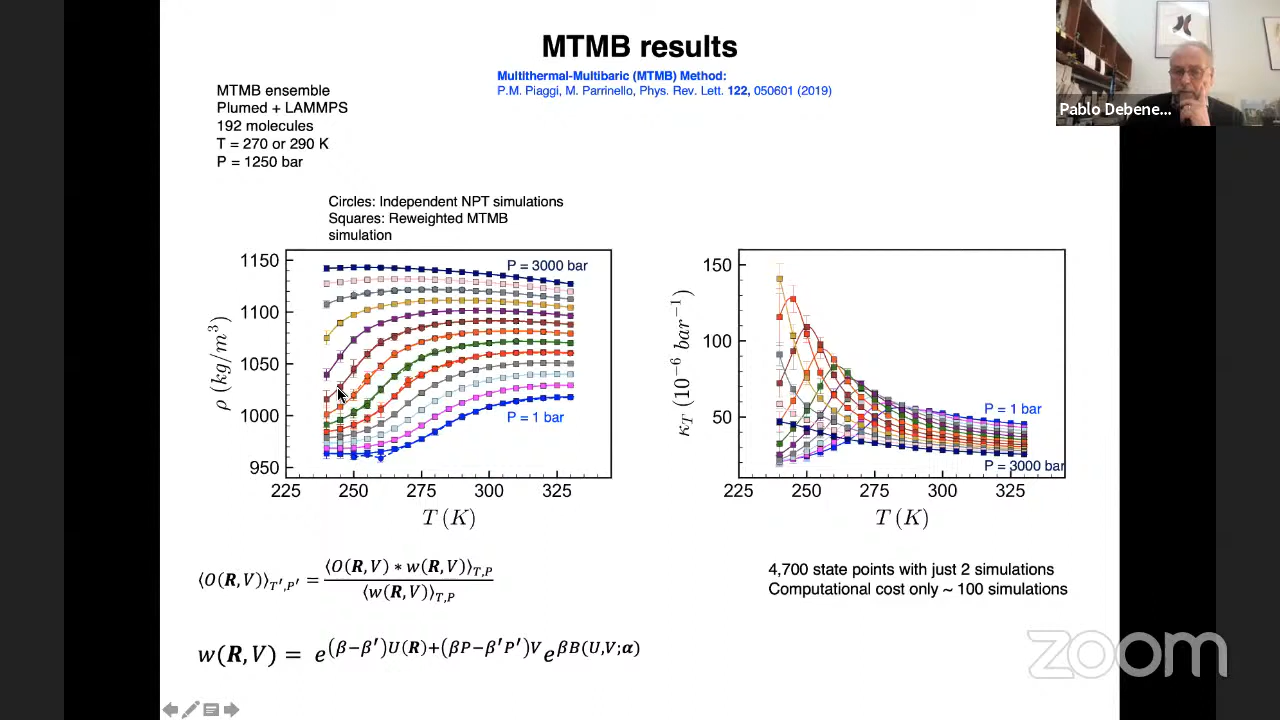 MTMB results
Multithermal-Multibaric (MTMB) Method:
P.M. Piaggi, M. Parrinello, Phys. Rev. Lett. 122, 050601 (2019)
MTMB ensemble
Plumed + LAMMPS
192 molecules
T = 270 or 290 K
P = 1250 bar
Pablo Debene...
Circles: Independent NPT simulations
Squares: Reweighted MTMB
simulation
1150
1100
1050
1000
950
ρ (kg/m³)
P = 3000 bar
P = 1 bar
225 250 275 300 325
T (K)
150
100
50
κ_T (10⁻⁶ bar⁻¹)
P = 1 bar
P = 3000 bar
225 250 275 300 325
T (K)
⟨O(R,V)⟩_T′,P′ = ⟨O(R,V) ∗ w(R,V)⟩_T,P / ⟨w(R,V)⟩_T,P
w(R,V) = e^(β−β′)U(R)+(βP−β′P′)V e^βB(U,V;α)
4,700 state points with just 2 simulations
Computational cost only ~ 100 simulations
zoom